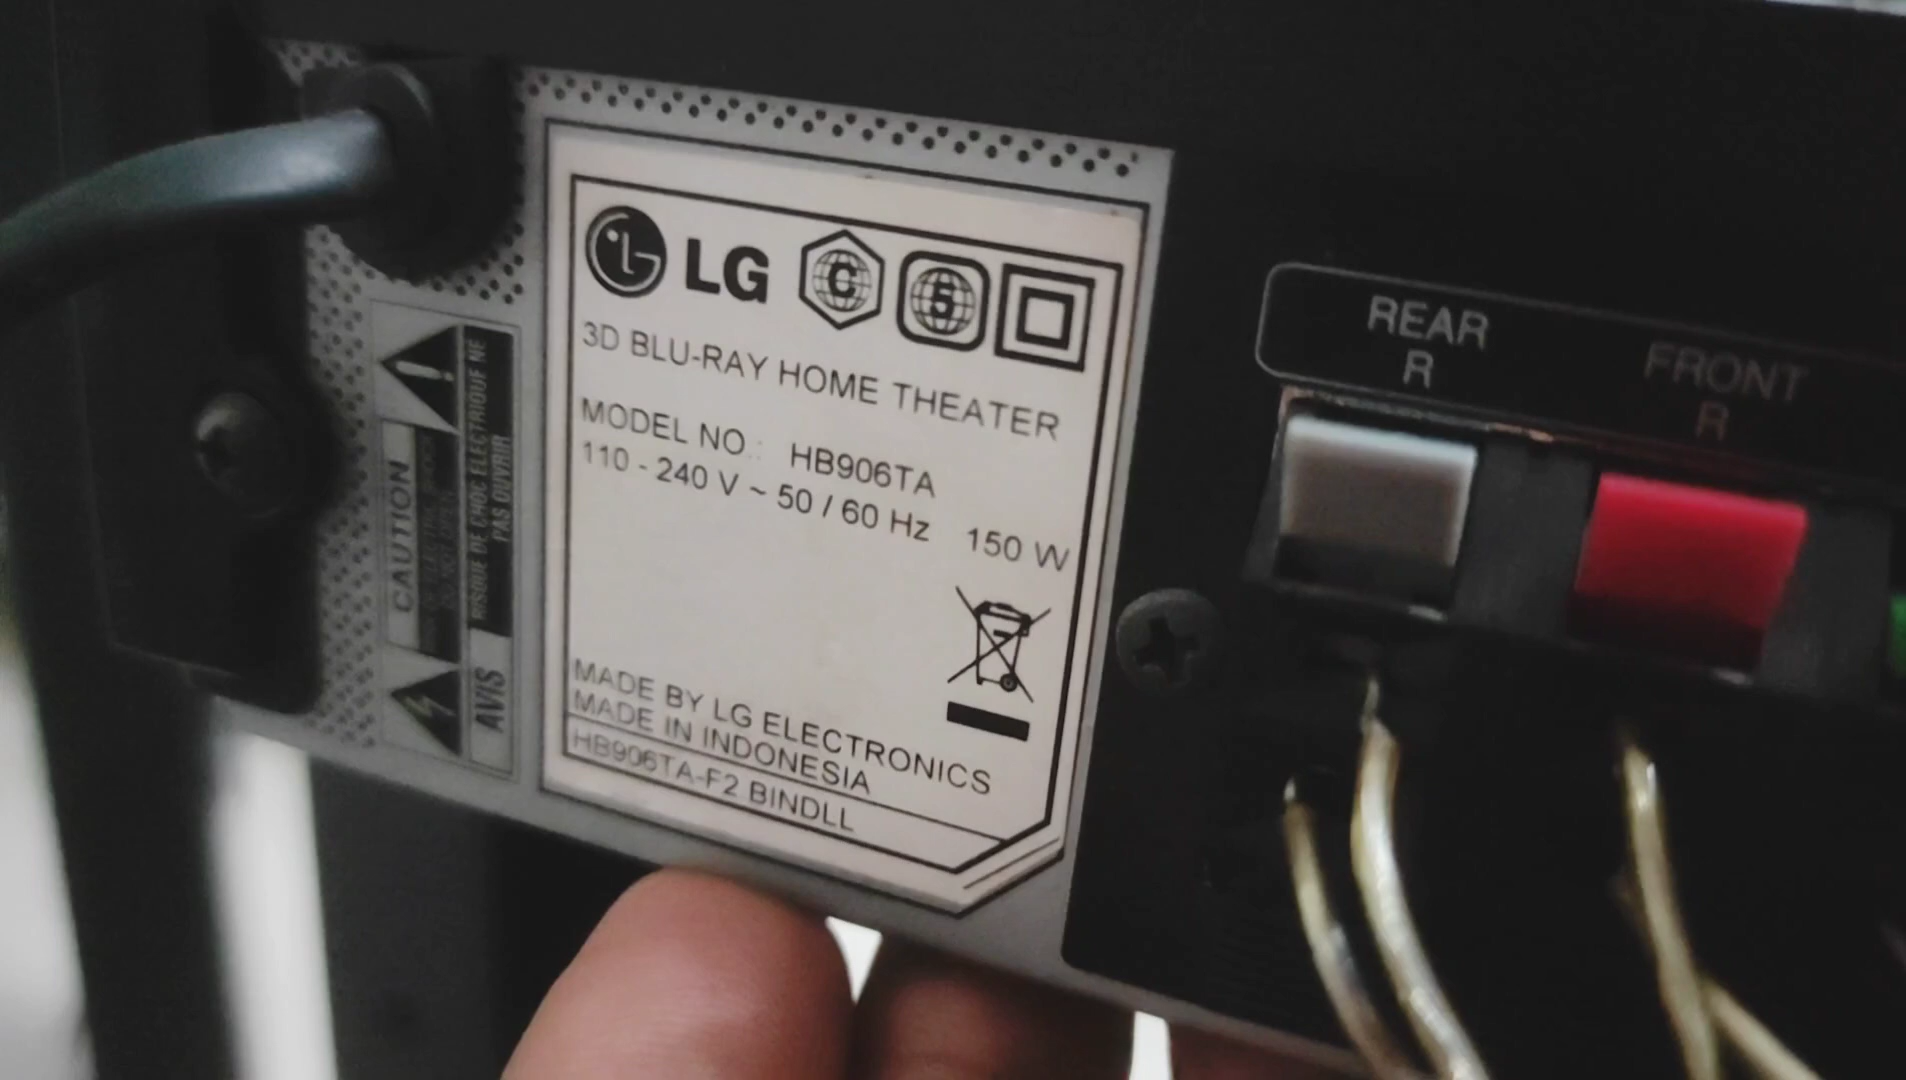 LG C 5
3D BLU-RAY HOME THEATER
MODEL NO.: HB906TA
110 - 240 V ~ 50 / 60 Hz 150 W
MADE BY LG ELECTRONICS
MADE IN INDONESIA
HB906TA-F2 BINDLL
CAUTION
RISQUE DE CHOC ELECTRIQUE NE
PAS OUVRIR
AVIS
REAR
R
FRONT
R